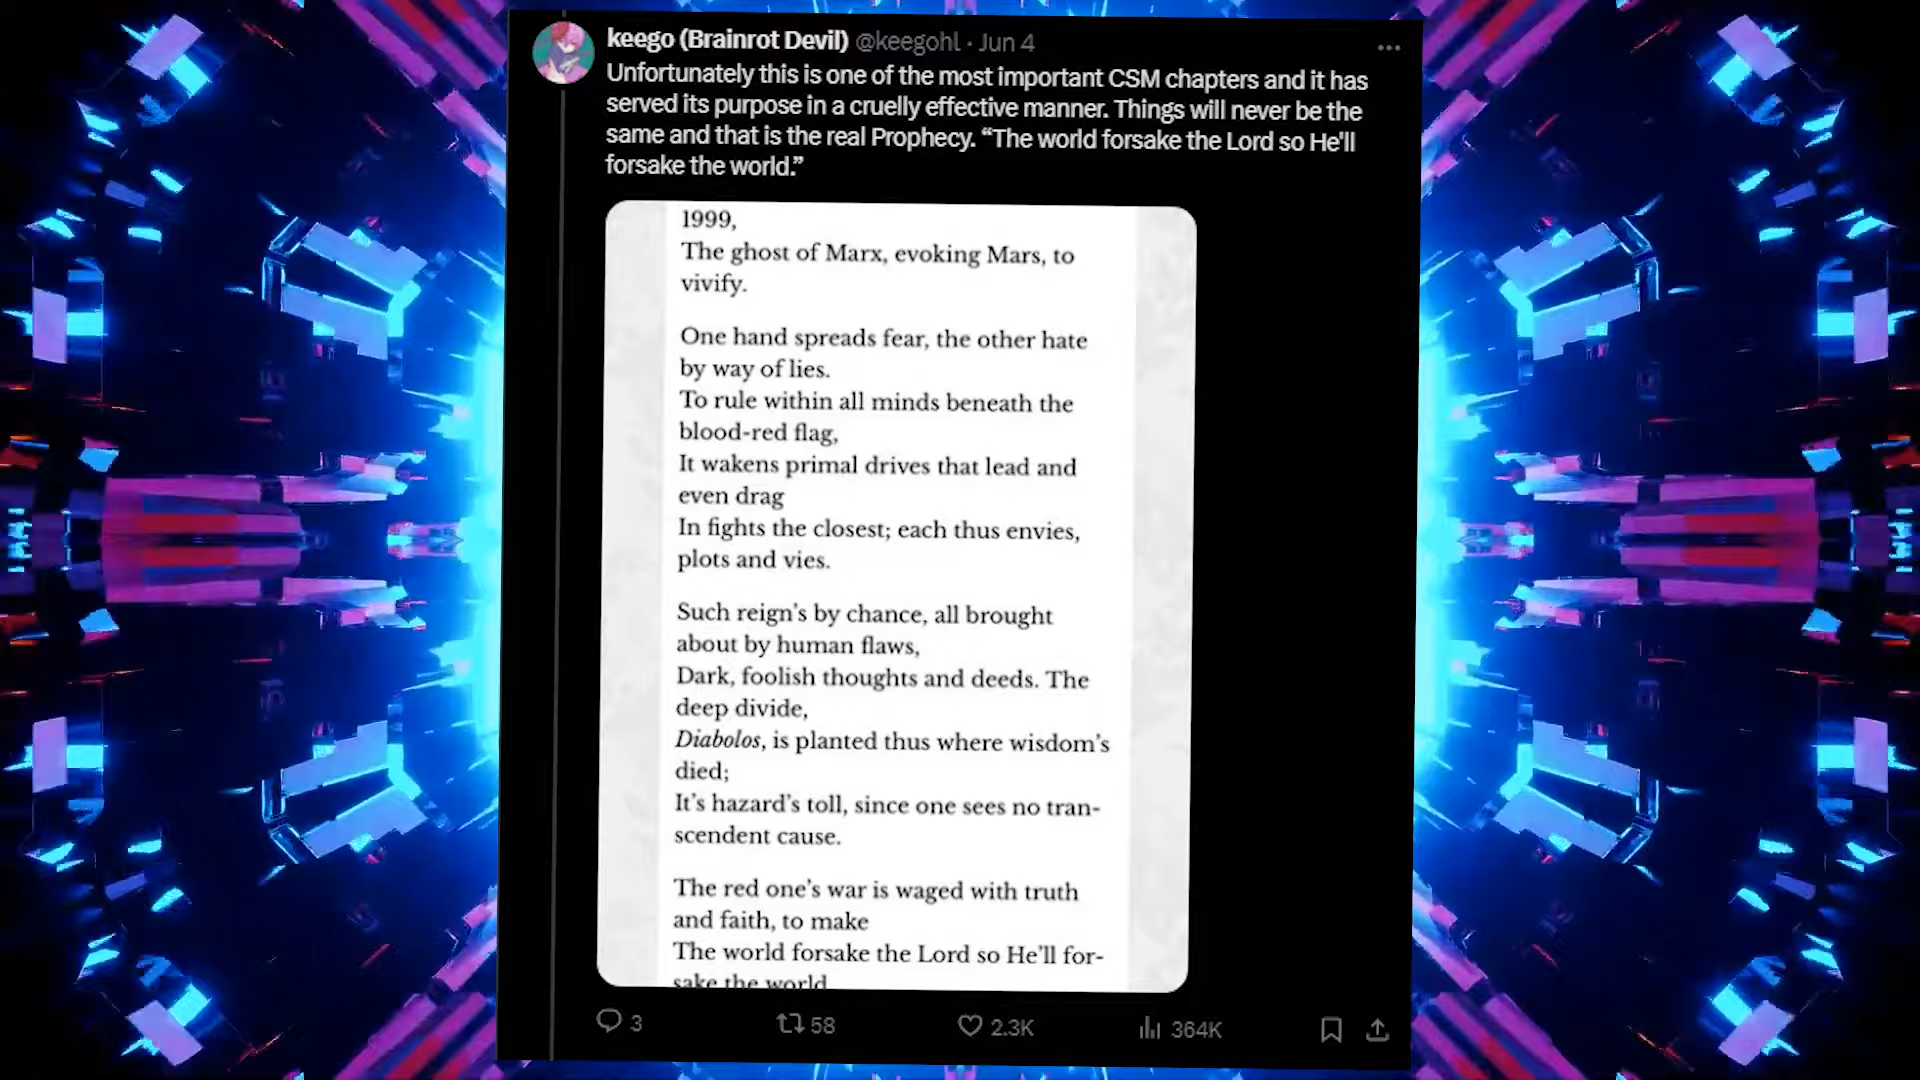 keego (Brainrot Devil) @keegohl · Jun 4
Unfortunately this is one of the most important CSM chapters and it has
served its purpose in a cruelly effective manner. Things will never be the
same and that is the real Prophecy. “The world forsake the Lord so He'll
forsake the world.”
1999,
The ghost of Marx, evoking Mars, to
vivify.
One hand spreads fear, the other hate
by way of lies.
To rule within all minds beneath the
blood-red flag,
It wakens primal drives that lead and
even drag
In fights the closest; each thus envies,
plots and vies.
Such reign’s by chance, all brought
about by human flaws,
Dark, foolish thoughts and deeds. The
deep divide,
Diabolos, is planted thus where wisdom’s
died;
It’s hazard’s toll, since one sees no tran-
scendent cause.
The red one’s war is waged with truth
and faith, to make
The world forsake the Lord so He’ll for-
sake the world
3 58 2.3K 364K